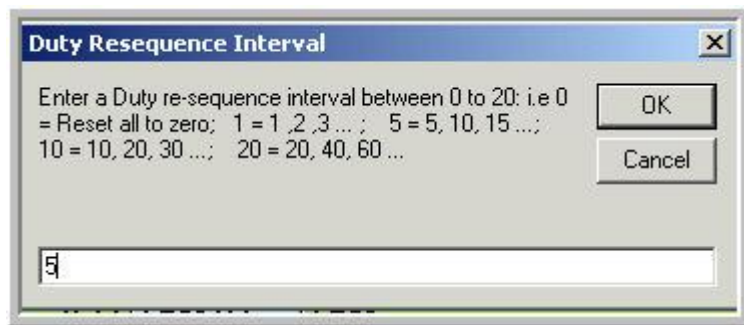 Duty Resequence Interval
Enter a Duty re-sequence interval between 0 to 20: i.e 0
= Reset all to zero;   1 = 1 ,2 ,3 ... ;    5 = 5, 10, 15 ...;
10 = 10, 20, 30 ...;   20 = 20, 40, 60 ...
OK
Cancel
5